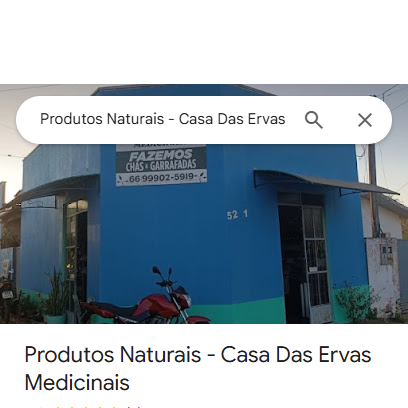 Produtos Naturais - Casa Das Ervas
FAZEMOS
CHÁS & GARRAFADAS
66 99902-5919
52 1
Produtos Naturais - Casa Das Ervas
Medicinais